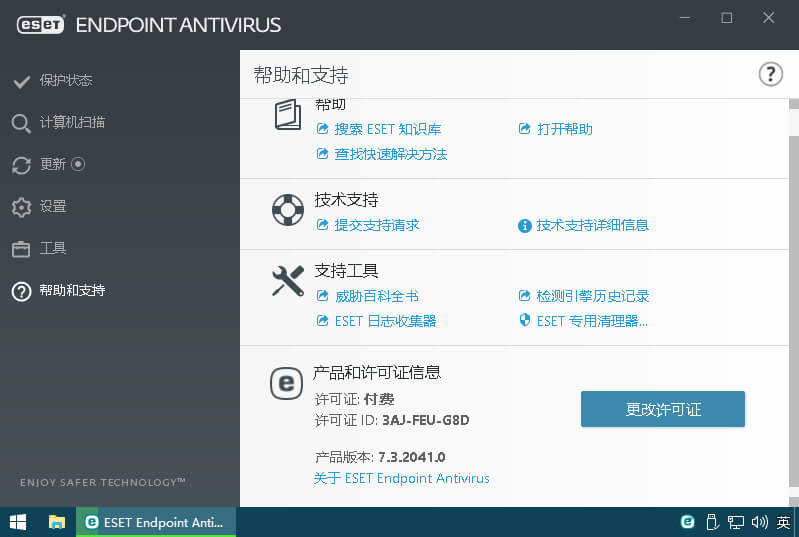 eset ENDPOINT ANTIVIRUS
保护状态
计算机扫描
更新
设置
工具
帮助和支持
ENJOY SAFER TECHNOLOGY™
帮助和支持 ?
帮助
搜索 ESET 知识库 打开帮助
查找快速解决方法
技术支持
提交支持请求 技术支持详细信息
支持工具
威胁百科全书 检测引擎历史记录
ESET 日志收集器 ESET 专用清理器...
产品和许可证信息
许可证: 付费
许可证 ID: 3AJ-FEU-G8D
更改许可证
产品版本: 7.3.2041.0
关于 ESET Endpoint Antivirus
ESET Endpoint Anti... 英